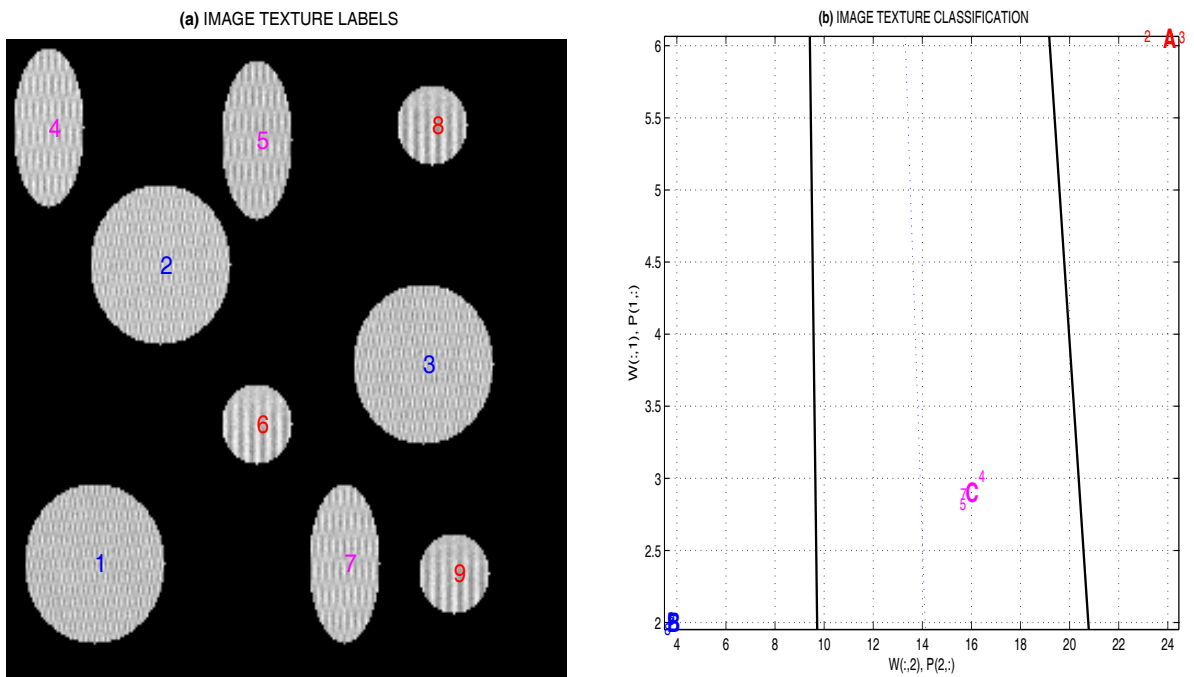 (a) IMAGE TEXTURE LABELS
4
5
8
2
3
6
1
7
9
(b) IMAGE TEXTURE CLASSIFICATION
2 A 3
6
5.5
5
4.5
4
3.5
3
2.5
2
W(:,1), P(1,:)
4
7 C
5
B
4 6 8 10 12 14 16 18 20 22 24
W(:,2), P(2,:)